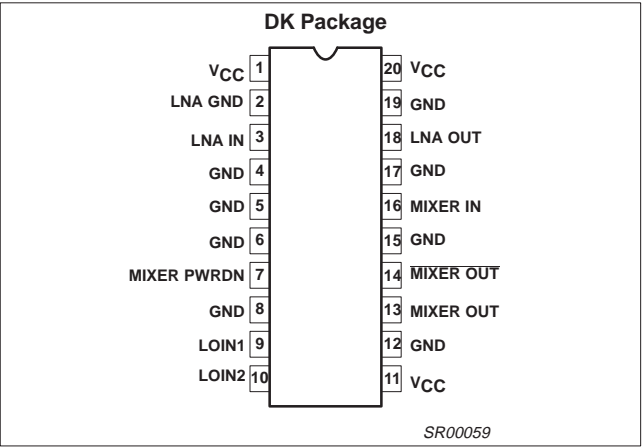 DK Package
VCC 1 20 VCC
LNA GND 2 19 GND
LNA IN 3 18 LNA OUT
GND 4 17 GND
GND 5 16 MIXER IN
GND 6 15 GND
MIXER PWRDN 7 14 MIXER OUT
GND 8 13 MIXER OUT
LOIN1 9 12 GND
LOIN2 10 11 VCC
SR00059